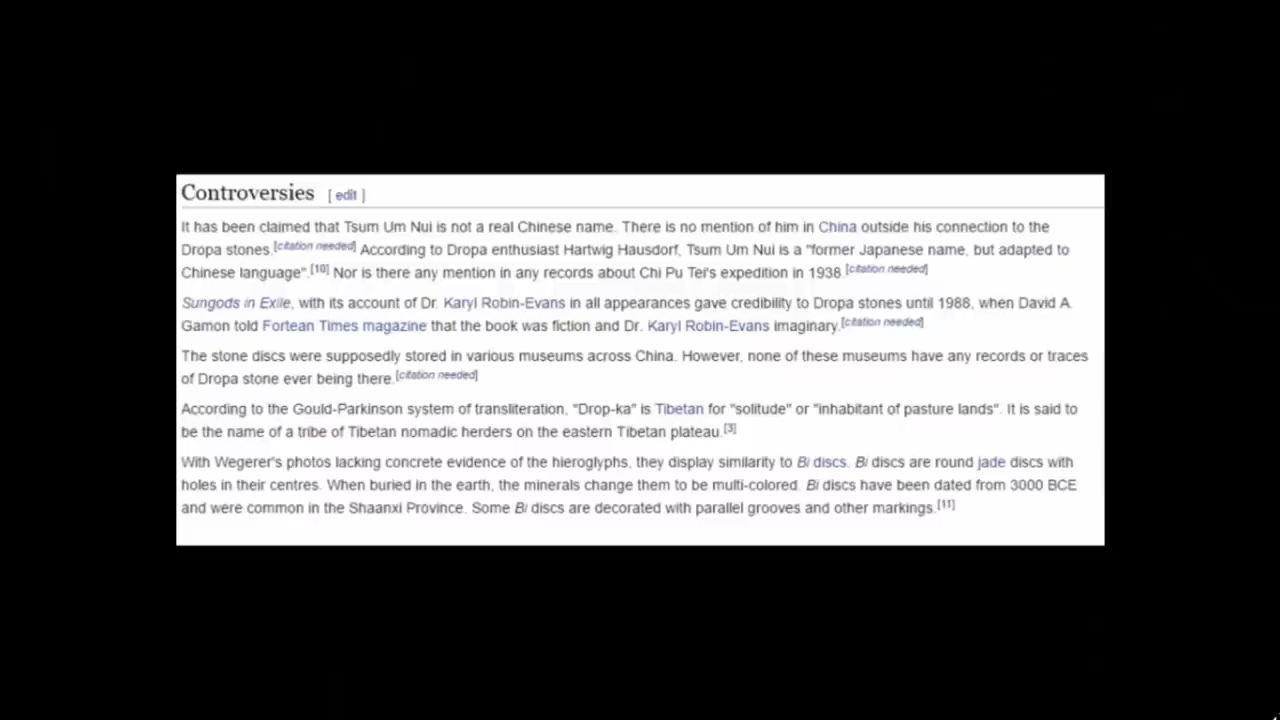 Controversies [ edit ]
It has been claimed that Tsum Um Nui is not a real Chinese name. There is no mention of him in China outside his connection to the
Dropa stones.[citation needed] According to Dropa enthusiast Hartwig Hausdorf, Tsum Um Nui is a "former Japanese name, but adapted to
Chinese language".[10] Nor is there any mention in any records about Chi Pu Tei's expedition in 1938.[citation needed]
Sungods in Exile, with its account of Dr. Karyl Robin-Evans in all appearances gave credibility to Dropa stones until 1988, when David A.
Gamon told Fortean Times magazine that the book was fiction and Dr. Karyl Robin-Evans imaginary.[citation needed]
The stone discs were supposedly stored in various museums across China. However, none of these museums have any records or traces
of Dropa stone ever being there.[citation needed]
According to the Gould-Parkinson system of transliteration, "Drop-ka" is Tibetan for "solitude" or "inhabitant of pasture lands". It is said to
be the name of a tribe of Tibetan nomadic herders on the eastern Tibetan plateau.[3]
With Wegerer's photos lacking concrete evidence of the hieroglyphs, they display similarity to Bi discs. Bi discs are round jade discs with
holes in their centres. When buried in the earth, the minerals change them to be multi-colored. Bi discs have been dated from 3000 BCE
and were common in the Shaanxi Province. Some Bi discs are decorated with parallel grooves and other markings.[11]